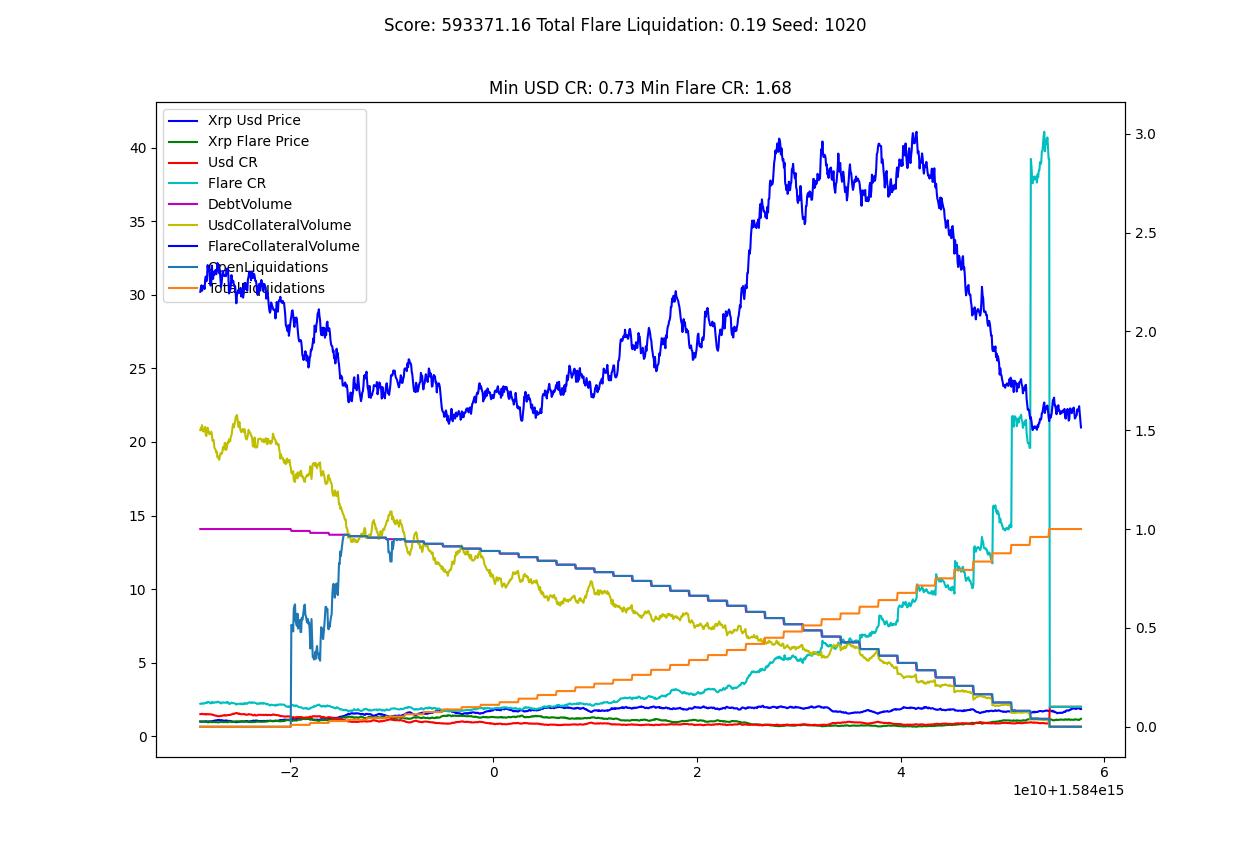 Score: 593371.16 Total Flare Liquidation: 0.19 Seed: 1020
Min USD CR: 0.73 Min Flare CR: 1.68
Xrp Usd Price
Xrp Flare Price
Usd CR
Flare CR
DebtVolume
UsdCollateralVolume
FlareCollateralVolume
OpenLiquidations
TotalLiquidations
40
35
30
25
20
15
10
5
0
3.0
2.5
2.0
1.5
1.0
0.5
0.0
−2
0
2
4
6
1e10+1.584e15